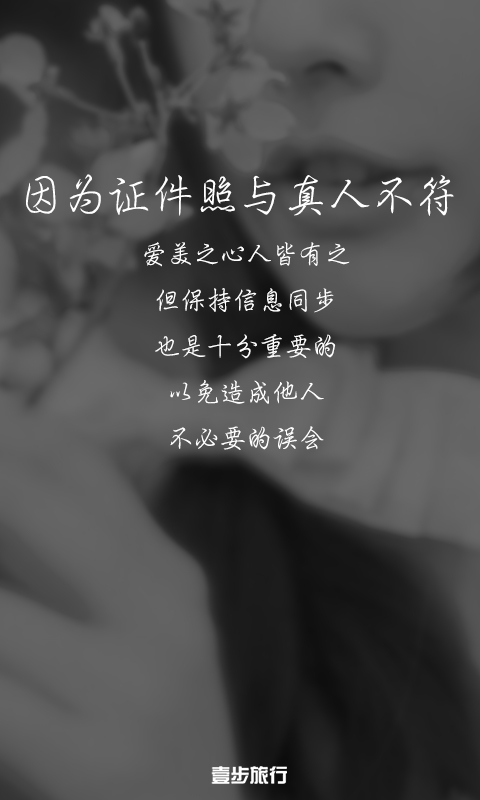 因为证件照与真人不符
爱美之心人皆有之
但保持信息同步
也是十分重要的
以免造成他人
不必要的误会
壹步旅行